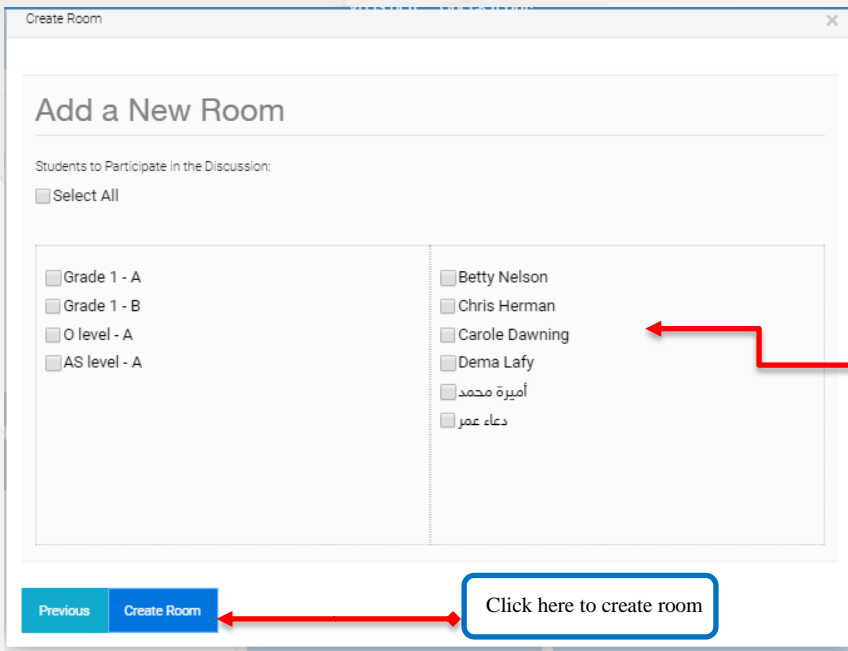 Create Room
Add a New Room
Students to Participate in the Discussion:
Select All
Grade 1 - A
Grade 1 - B
O level - A
AS level - A
Betty Nelson
Chris Herman
Carole Dawning
Dema Lafy
أميرة محمد
دعاء عمر
Previous
Create Room
Click here to create room